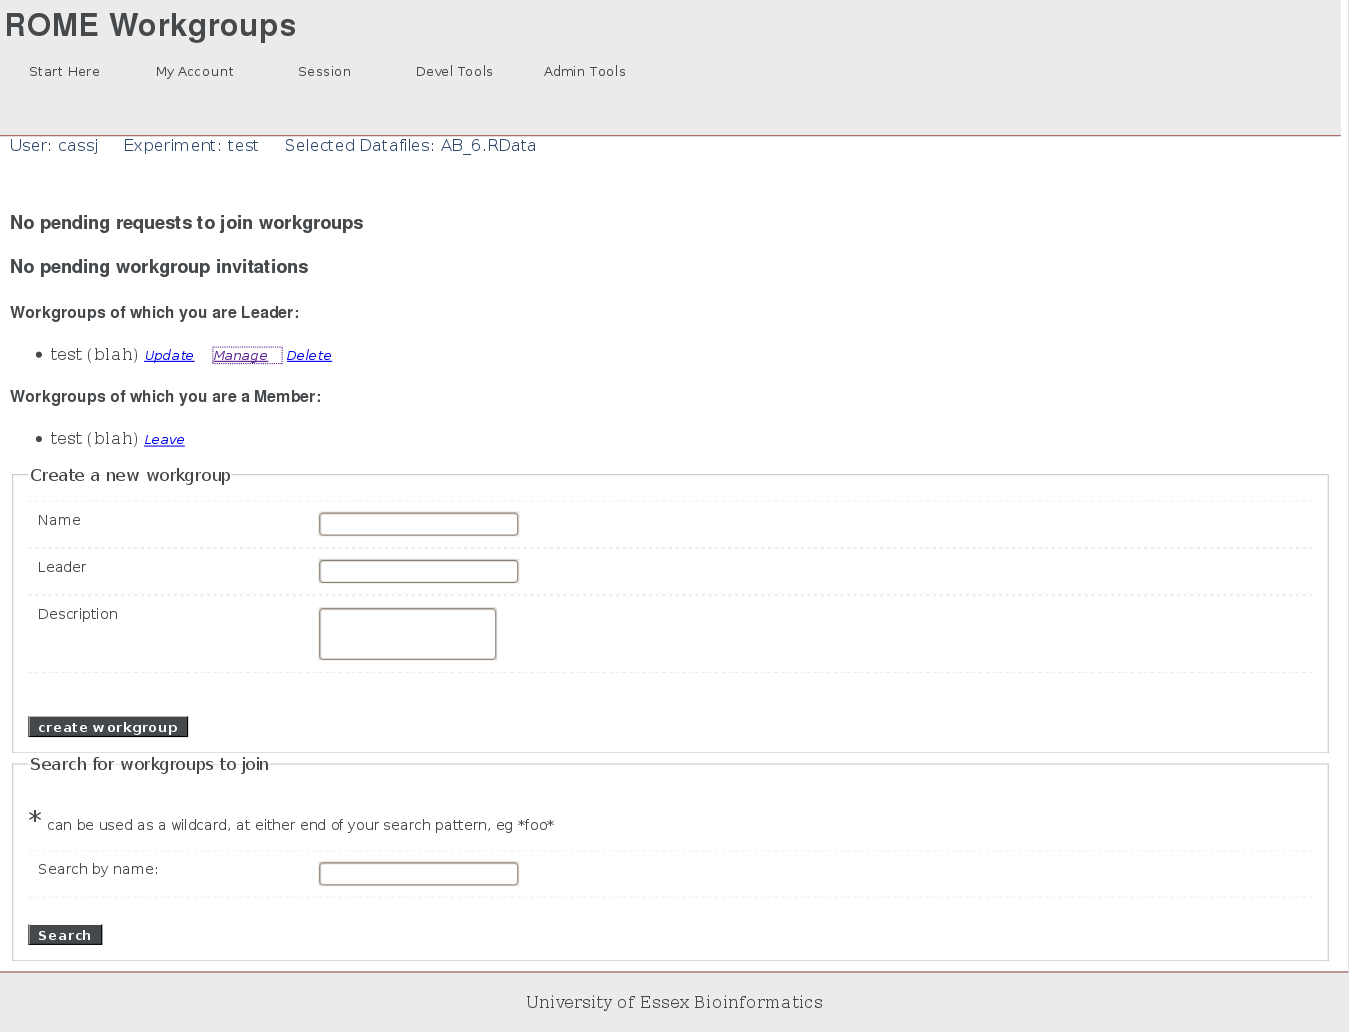 ROME Workgroups
Start Here My Account Session Devel Tools Admin Tools
User: cassj Experiment: test Selected Datafiles: AB_6.RData
No pending requests to join workgroups
No pending workgroup invitations
Workgroups of which you are Leader:
• test (blah) Update Manage Delete
Workgroups of which you are a Member:
• test (blah) Leave
Create a new workgroup
Name
Leader
Description
create workgroup
Search for workgroups to join
* can be used as a wildcard, at either end of your search pattern, eg *foo*
Search by name:
Search
University of Essex Bioinformatics